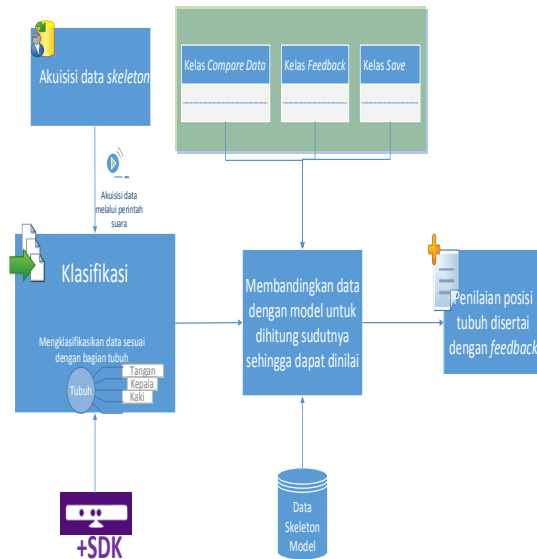 Akuisisi data skeleton
Kelas Compare Data
Kelas Feedback
Kelas Save
Akuisisi data
melalui perintah
suara
Klasifikasi
Mengklasifikasikan data sesuai
dengan bagian tubuh
Tubuh
Tangan
Kepala
Kaki
Membandingkan data
dengan model untuk
dihitung sudutnya
sehingga dapat dinilai
Penilaian posisi
tubuh disertai
dengan feedback
+SDK
Data
Skeleton
Model